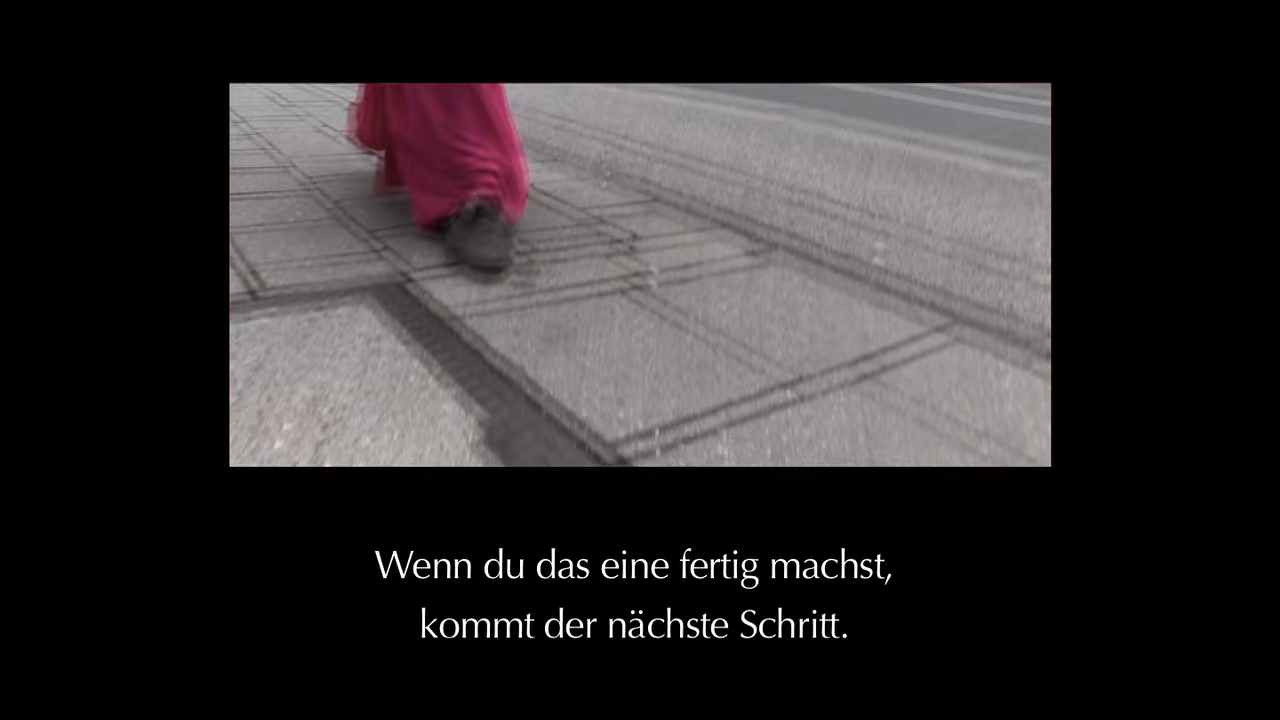 Wenn du das eine fertig machst,
kommt der nächste Schritt.